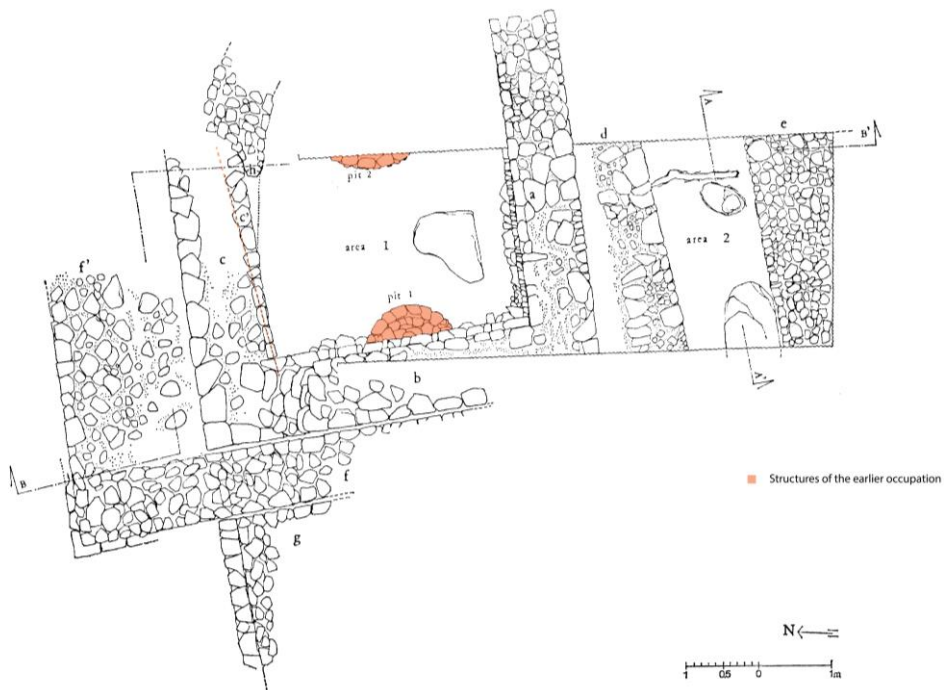 d
e
A
B'
h
pit 2
a
c'
area 1
area 2
f'
c
pit 1
b
A'
B
f
Structures of the earlier occupation
g
N
1 0.5 0 1m